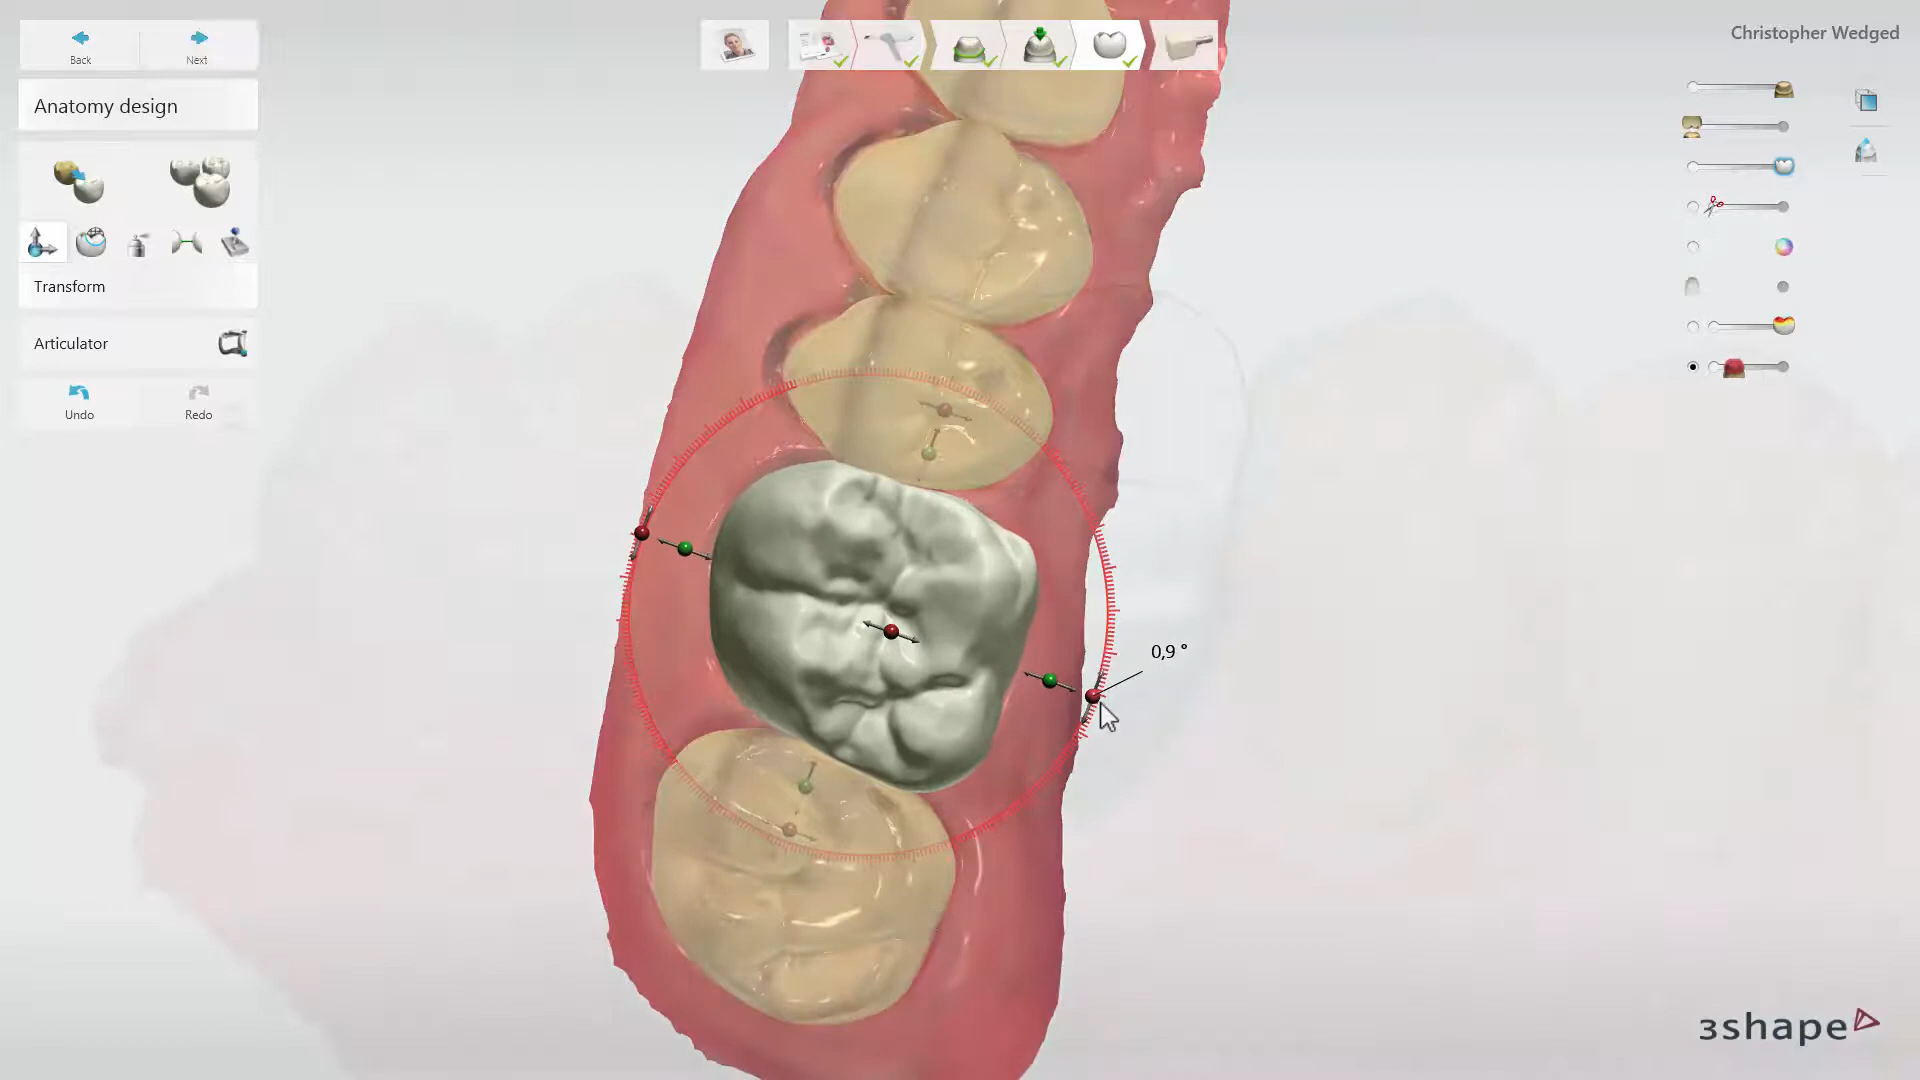 Back
Next
Christopher Wedged
Anatomy design
Transform
Articulator
Undo
Redo
0,9 °
3shape